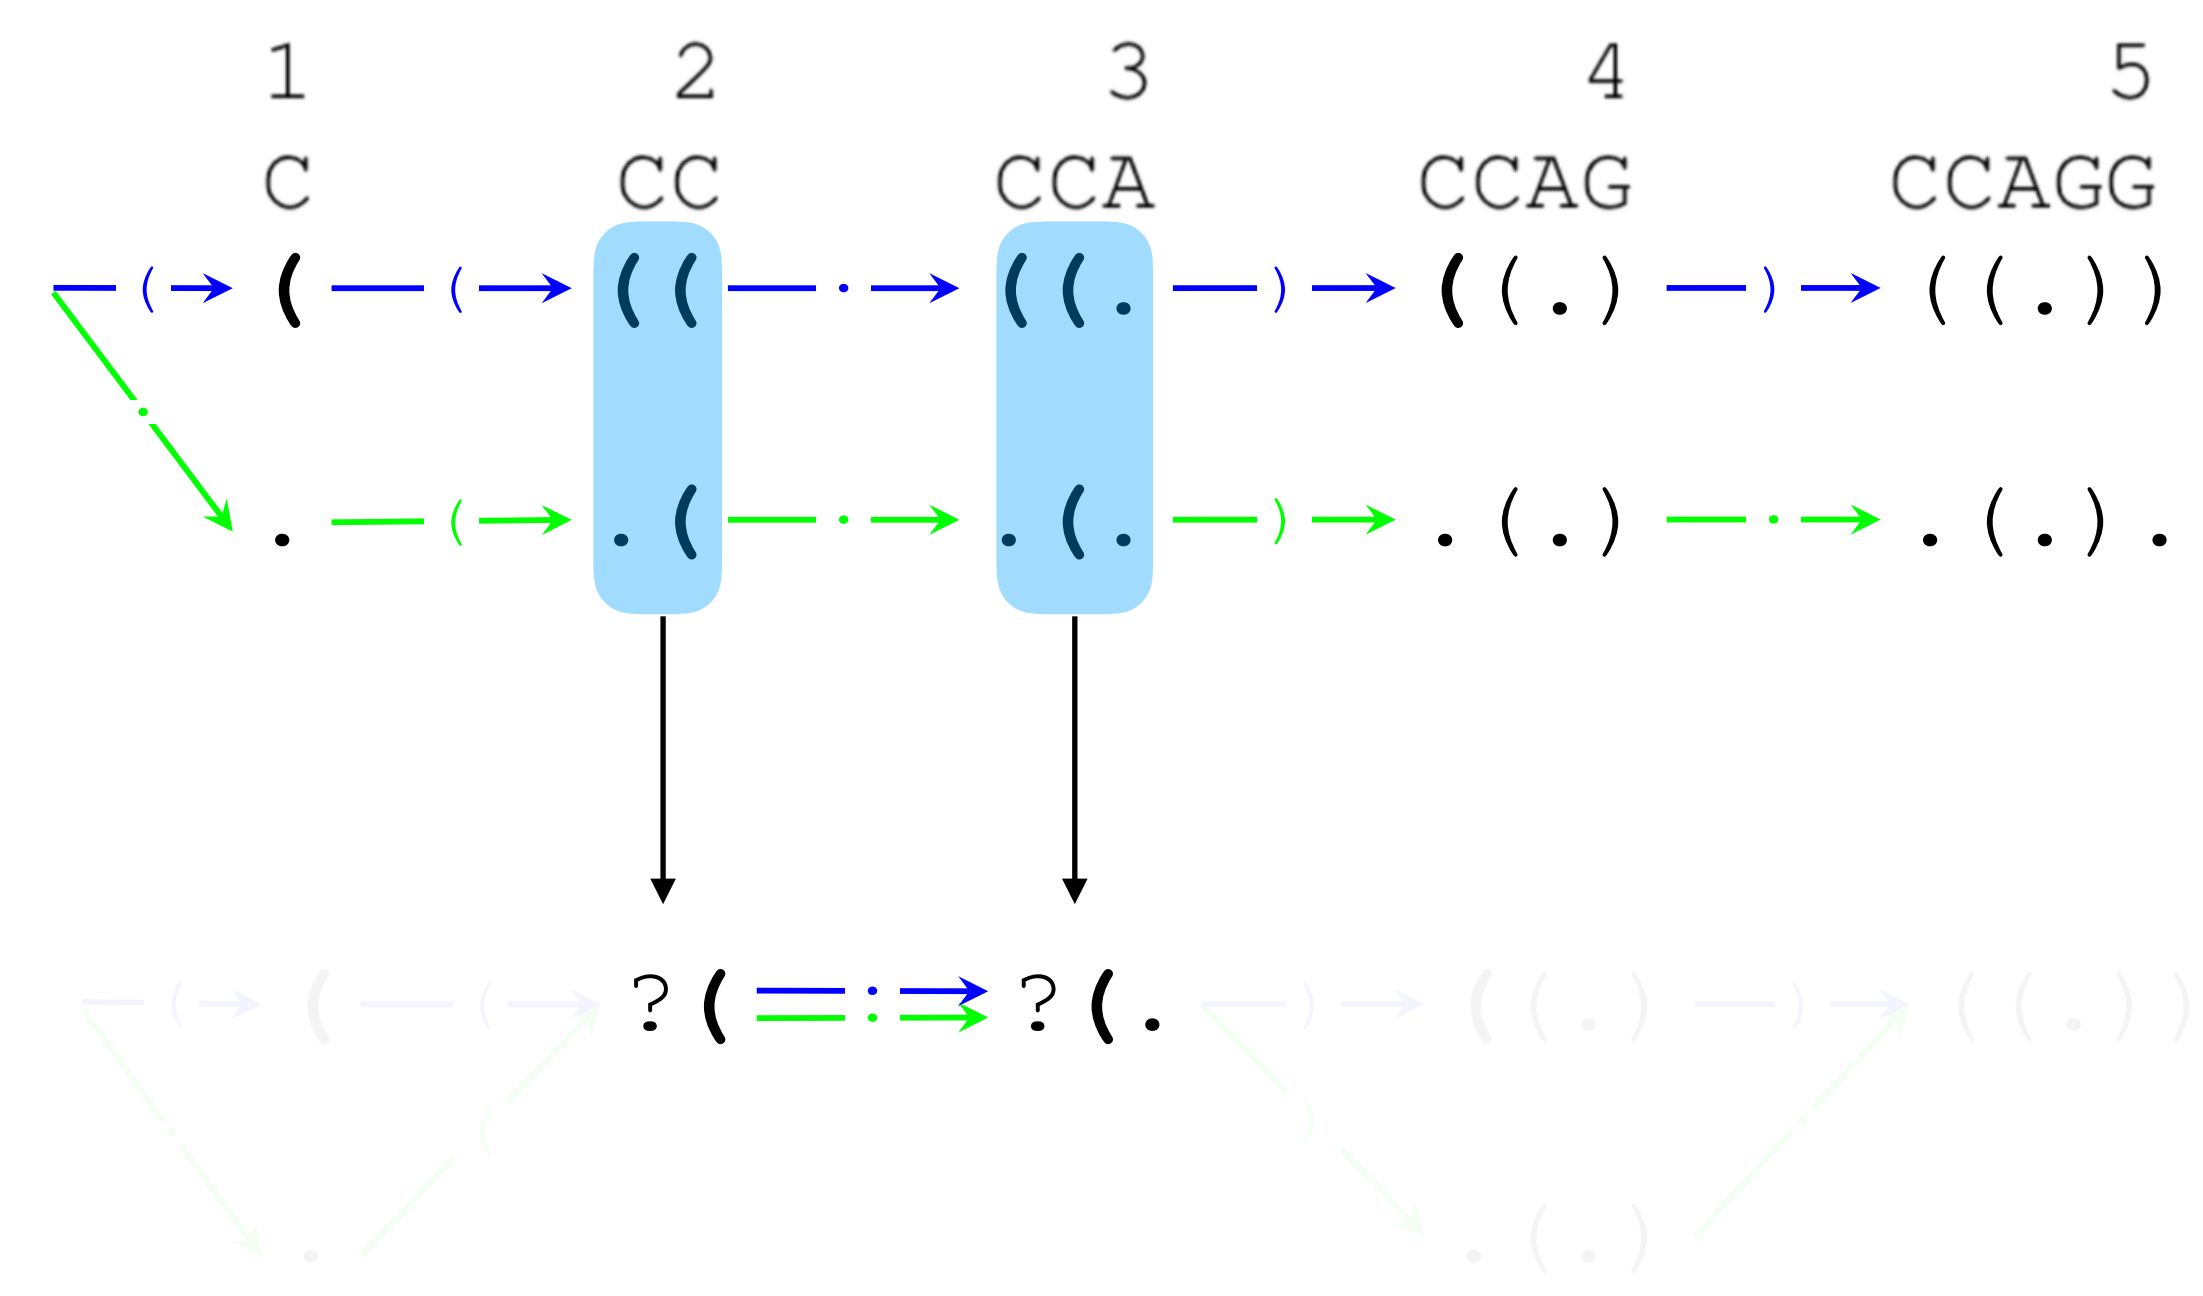 1 2 3 4 5
C CC CCA CCAG CCAGG
( ( ( ( ( . ( ( . ) ) ( ( . ) ) ( ( . ) )
. . ( . ( . ( . ) . ( . ) . . ( . ) .
( ( ( ? ( . . ? ( . ) ( ( . ) ) ( ( . ) )
. ( ) .
. . ( . )